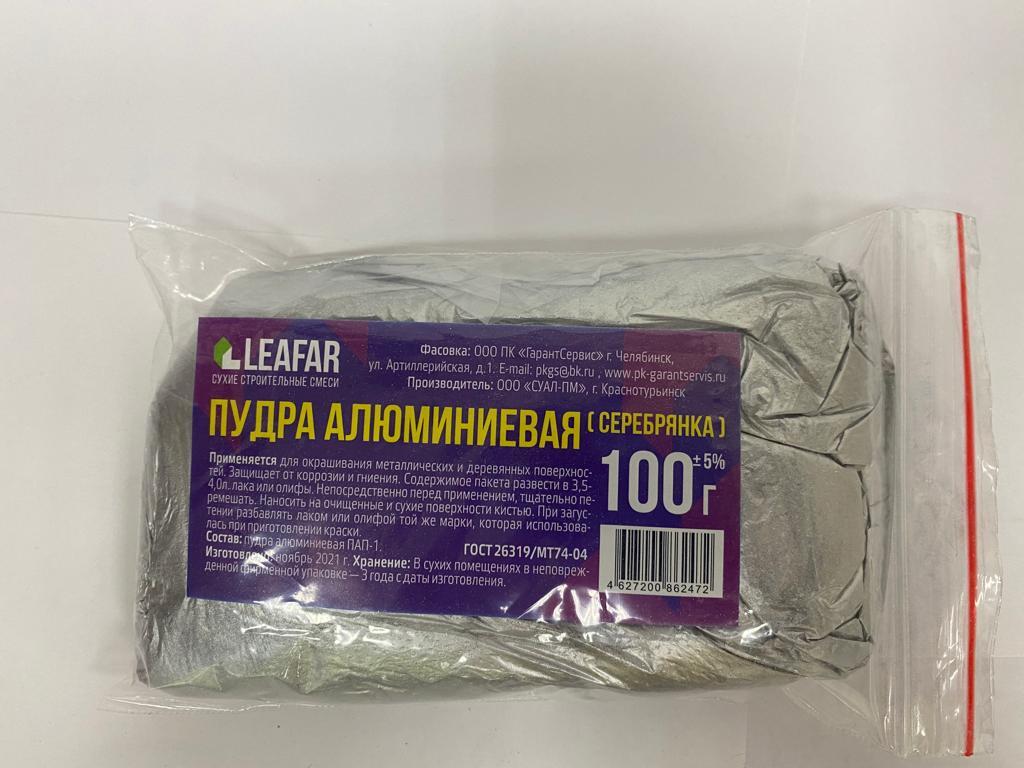 LEAFAR
СУХИЕ СТРОИТЕЛЬНЫЕ СМЕСИ
Фасовка: ООО ПК «ГарантСервис» г. Челябинск,
ул. Артиллерийская, д.1. E-mail: pkgs@bk.ru , www.pk-garantservis.ru
Производитель: ООО «СУАЛ-ПМ», г. Краснотурьинск
ПУДРА АЛЮМИНИЕВАЯ ( СЕРЕБРЯНКА )
Применяется для окрашивания металлических и деревянных поверхнос-
тей. Защищает от коррозии и гниения. Содержимое пакета развести в 3,5-
4,0л. лака или олифы. Непосредственно перед применением, тщательно пе-
ремешать. Наносить на очищенные и сухие поверхности кистью. При загус-
тении разбавлять лаком или олифой той же марки, которая использова-
лась при приготовлении краски.
Состав: пудра алюминиевая ПАП-1.
ГОСТ 26319/МТ74-04
Изготовлено: ноябрь 2021 г. Хранение: В сухих помещениях в неповреж-
денной фирменной упаковке — 3 года с даты изготовления.
100 ± 5% г
4 627200 862472